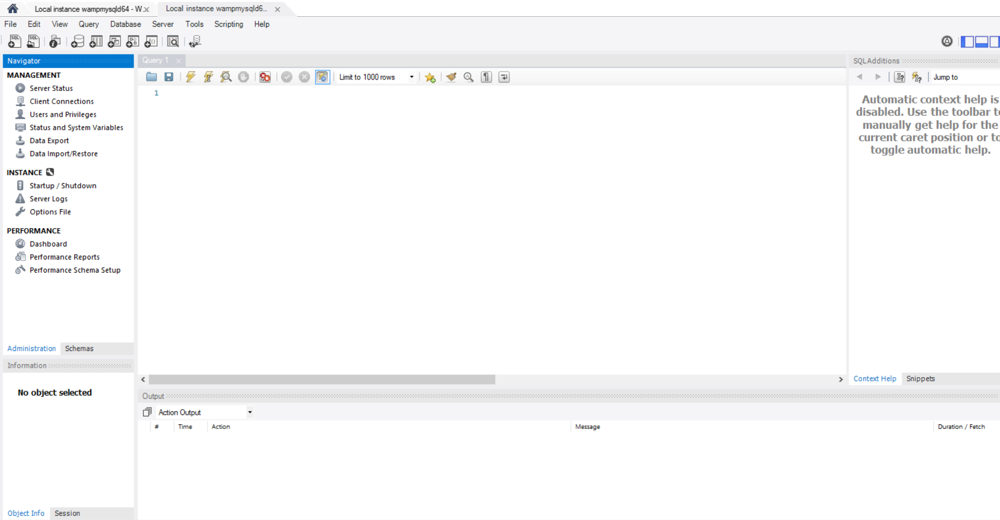 Local instance wampmysqld64 - W... Local instance wampmysqld6...
File Edit View Query Database Server Tools Scripting Help
Navigator
MANAGEMENT
Server Status
Client Connections
Users and Privileges
Status and System Variables
Data Export
Data Import/Restore
INSTANCE
Startup / Shutdown
Server Logs
Options File
PERFORMANCE
Dashboard
Performance Reports
Performance Schema Setup
Administration Schemas
Information
No object selected
Object Info Session
Query 1
Limit to 1000 rows
1
Output
Action Output
# Time Action Message Duration / Fetch
SQLAdditions
Jump to
Automatic context help is
disabled. Use the toolbar to
manually get help for the
current caret position or to
toggle automatic help.
Context Help Snippets